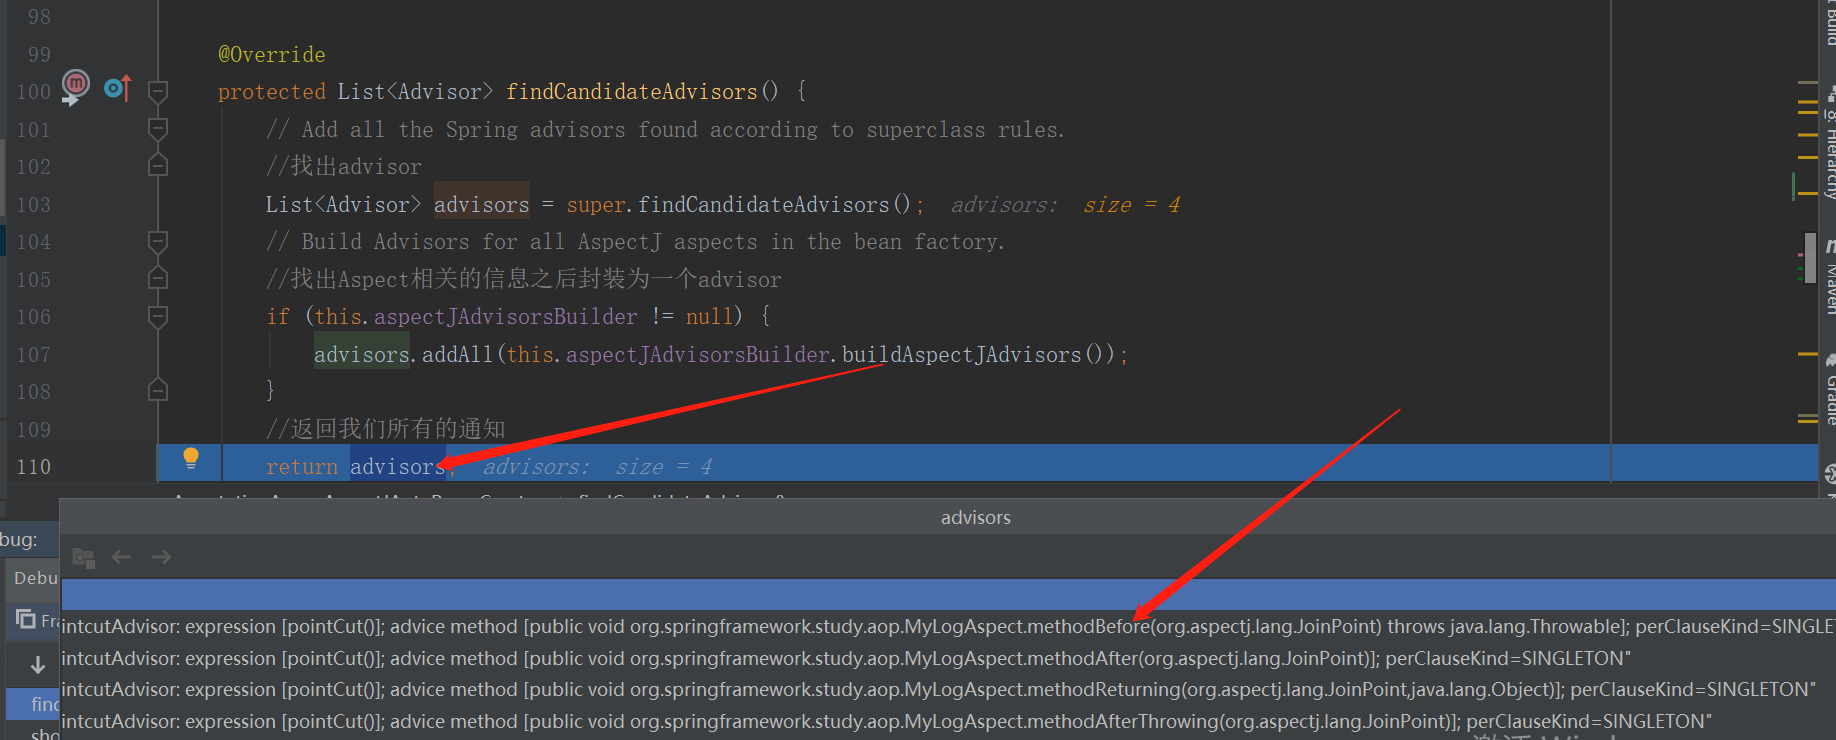 98
99 @Override
100 protected List<Advisor> findCandidateAdvisors() {
101 // Add all the Spring advisors found according to superclass rules.
102 //找出advisor
103 List<Advisor> advisors = super.findCandidateAdvisors(); advisors: size = 4
104 // Build Advisors for all AspectJ aspects in the bean factory.
105 //找出Aspect相关的信息之后封装为一个advisor
106 if (this.aspectJAdvisorsBuilder != null) {
107 advisors.addAll(this.aspectJAdvisorsBuilder.buildAspectJAdvisors());
108 }
109 //返回我们所有的通知
110 return advisors; advisors: size = 4
advisors
bug:
Debu
Fra
intcutAdvisor: expression [pointCut()]; advice method [public void org.springframework.study.aop.MyLogAspect.methodBefore(org.aspectj.lang.JoinPoint) throws java.lang.Throwable]; perClauseKind=SINGLET
intcutAdvisor: expression [pointCut()]; advice method [public void org.springframework.study.aop.MyLogAspect.methodAfter(org.aspectj.lang.JoinPoint)]; perClauseKind=SINGLETON"
intcutAdvisor: expression [pointCut()]; advice method [public void org.springframework.study.aop.MyLogAspect.methodReturning(org.aspectj.lang.JoinPoint,java.lang.Object)]; perClauseKind=SINGLETON"
intcutAdvisor: expression [pointCut()]; advice method [public void org.springframework.study.aop.MyLogAspect.methodAfterThrowing(org.aspectj.lang.JoinPoint)]; perClauseKind=SINGLETON"
find
sho
Build
8: Hierarchy
Maven
Gradle